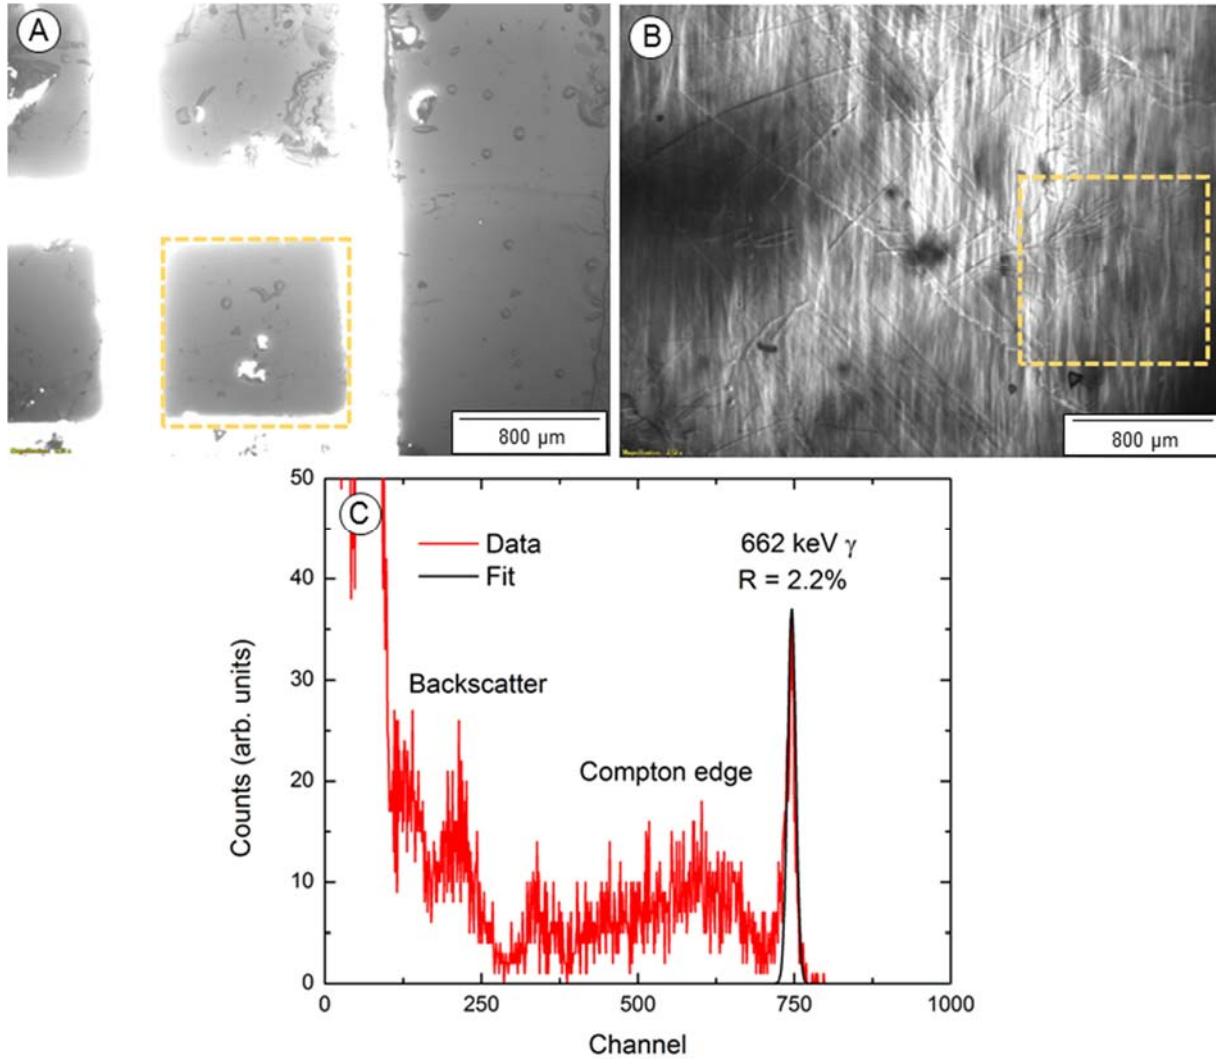 A
B
800 µm
800 µm
C
50
40
30
20
10
0
Counts (arb. units)
Data
Fit
662 keV γ
R = 2.2%
Backscatter
Compton edge
0
250
500
750
1000
Channel